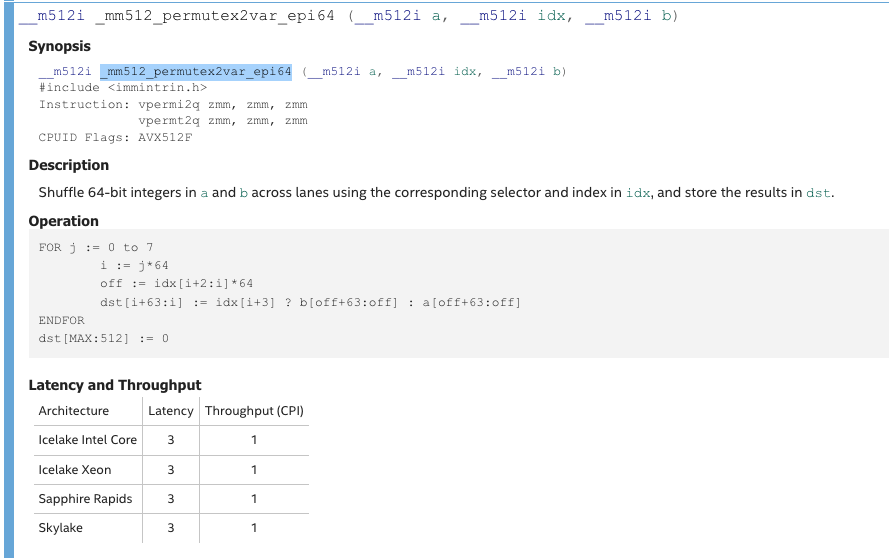 __m512i _mm512_permutex2var_epi64 (__m512i a, __m512i idx, __m512i b)
Synopsis
__m512i _mm512_permutex2var_epi64 (__m512i a, __m512i idx, __m512i b)
#include <immintrin.h>
Instruction: vpermi2q zmm, zmm, zmm
vpermt2q zmm, zmm, zmm
CPUID Flags: AVX512F
Description
Shuffle 64-bit integers in a and b across lanes using the corresponding selector and index in idx, and store the results in dst.
Operation
FOR j := 0 to 7
i := j*64
off := idx[i+2:i]*64
dst[i+63:i] := idx[i+3] ? b[off+63:off] : a[off+63:off]
ENDFOR
dst[MAX:512] := 0
Latency and Throughput
Architecture Latency Throughput (CPI)
Icelake Intel Core 3 1
Icelake Xeon 3 1
Sapphire Rapids 3 1
Skylake 3 1